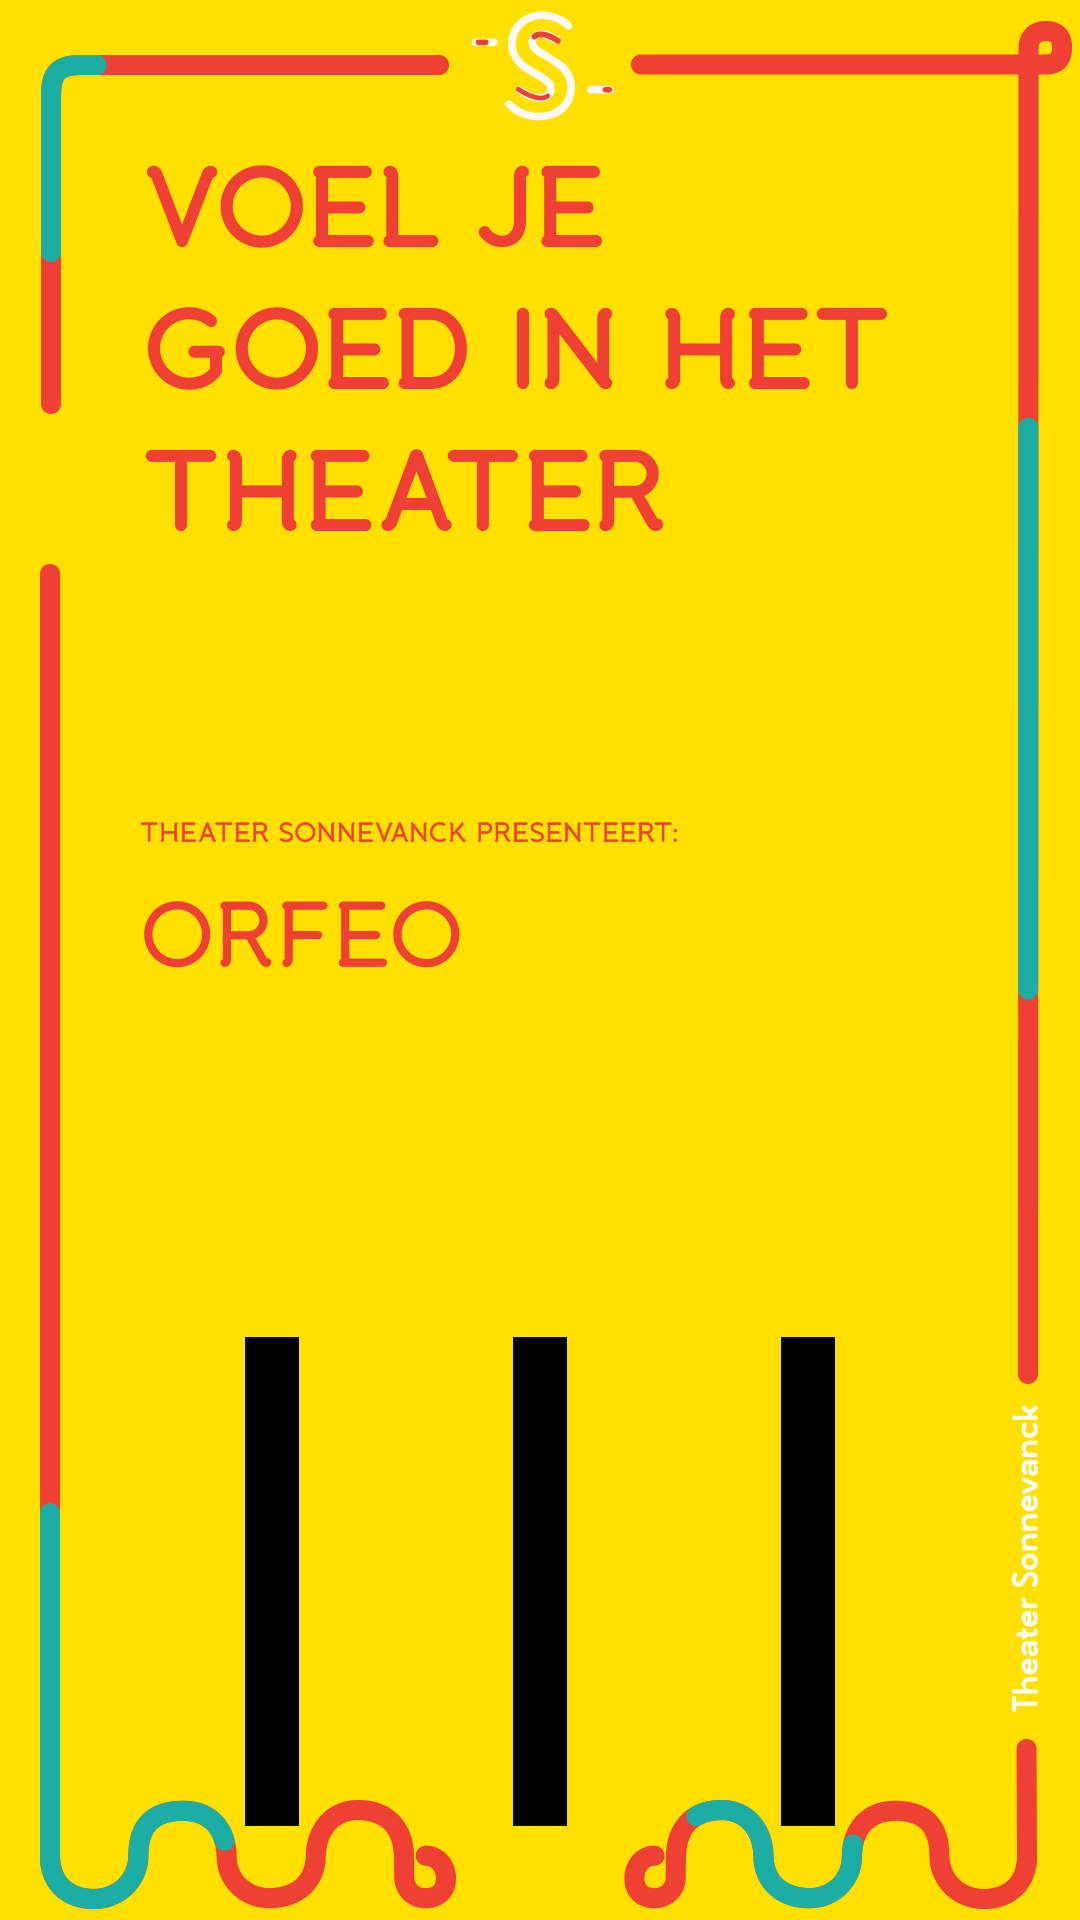 S
VOEL JE
GOED IN HET
THEATER
THEATER SONNEVANCK PRESENTEERT:
ORFEO
Theater Sonnevanck